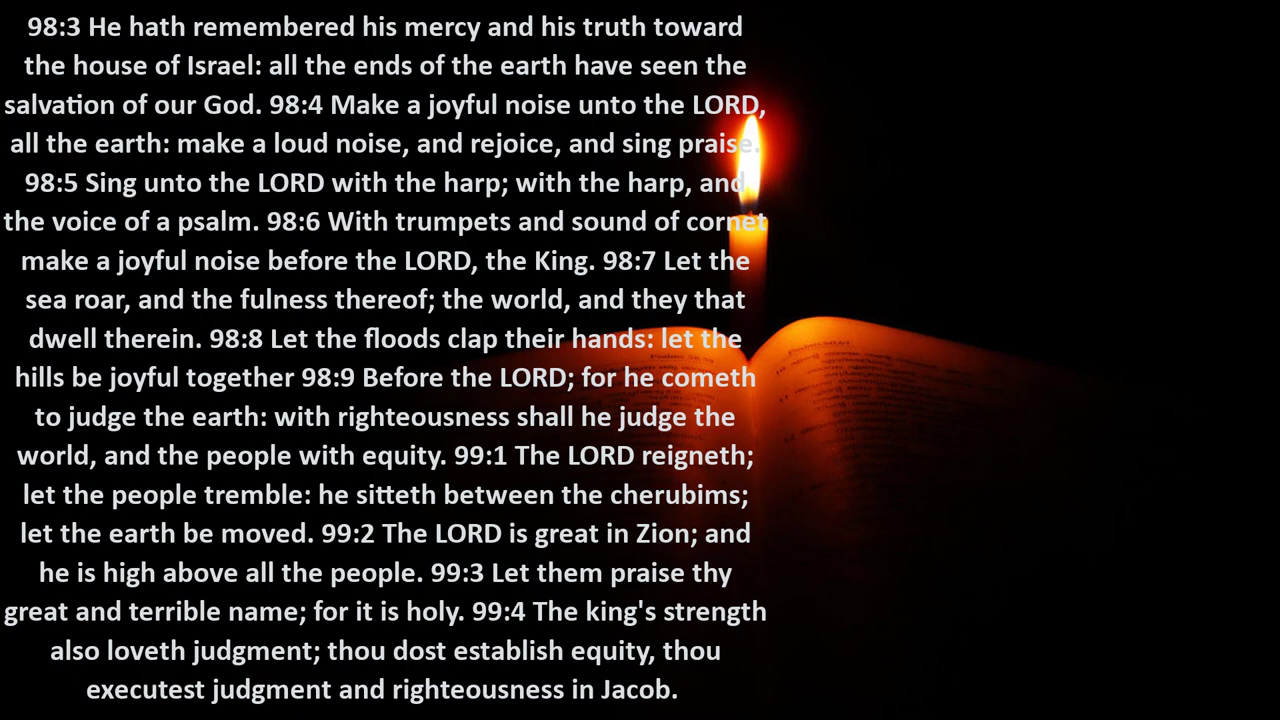 98:3 He hath remembered his mercy and his truth toward
the house of Israel: all the ends of the earth have seen the
salvation of our God. 98:4 Make a joyful noise unto the LORD,
all the earth: make a loud noise, and rejoice, and sing praise.
98:5 Sing unto the LORD with the harp; with the harp, and
the voice of a psalm. 98:6 With trumpets and sound of cornet
make a joyful noise before the LORD, the King. 98:7 Let the
sea roar, and the fulness thereof; the world, and they that
dwell therein. 98:8 Let the floods clap their hands: let the
hills be joyful together 98:9 Before the LORD; for he cometh
to judge the earth: with righteousness shall he judge the
world, and the people with equity. 99:1 The LORD reigneth;
let the people tremble: he sitteth between the cherubims;
let the earth be moved. 99:2 The LORD is great in Zion; and
he is high above all the people. 99:3 Let them praise thy
great and terrible name; for it is holy. 99:4 The king's strength
also loveth judgment; thou dost establish equity, thou
executest judgment and righteousness in Jacob.